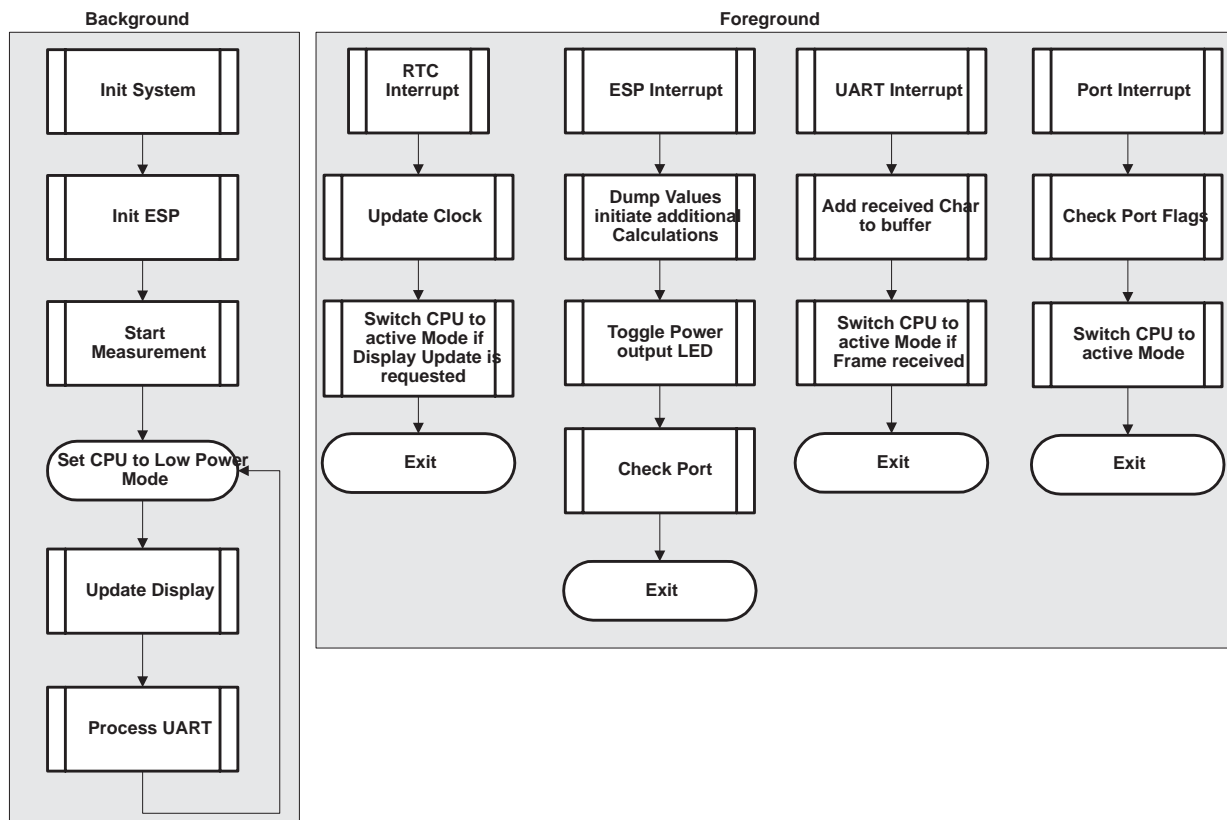 Background
Init System
Init ESP
Start
Measurement
Set CPU to Low Power
Mode
Update Display
Process UART
Foreground
RTC
Interrupt
Update Clock
Switch CPU to
active Mode if
Display Update is
requested
Exit
ESP Interrupt
Dump Values
initiate additional
Calculations
Toggle Power
output LED
Check Port
Exit
UART Interrupt
Add received Char
to buffer
Switch CPU to
active Mode if
Frame received
Exit
Port Interrupt
Check Port Flags
Switch CPU to
active Mode
Exit